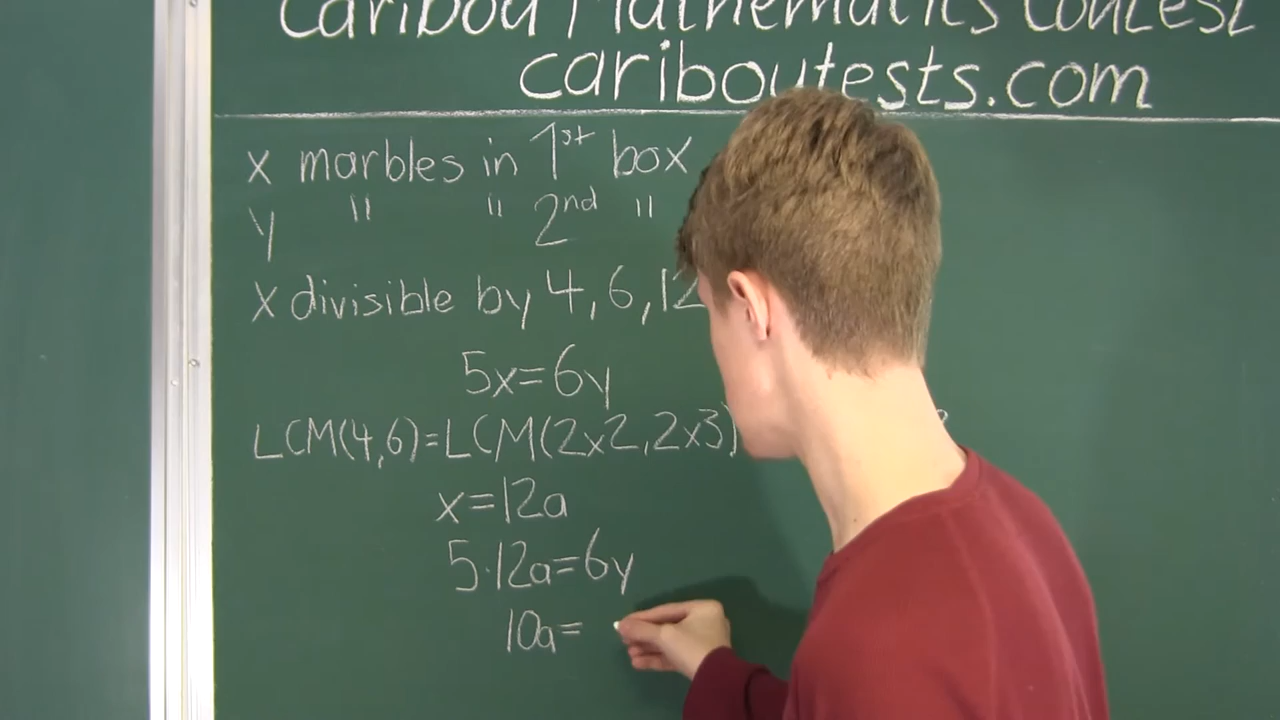 Caribou Mathematics Contest
cariboutests.com
x marbles in 1st box
y " " 2nd "
x divisible by 4,6,12
5x=6y
LCM(4,6)=LCM(2x2,2x3)
x=12a
5·12a=6y
10a=